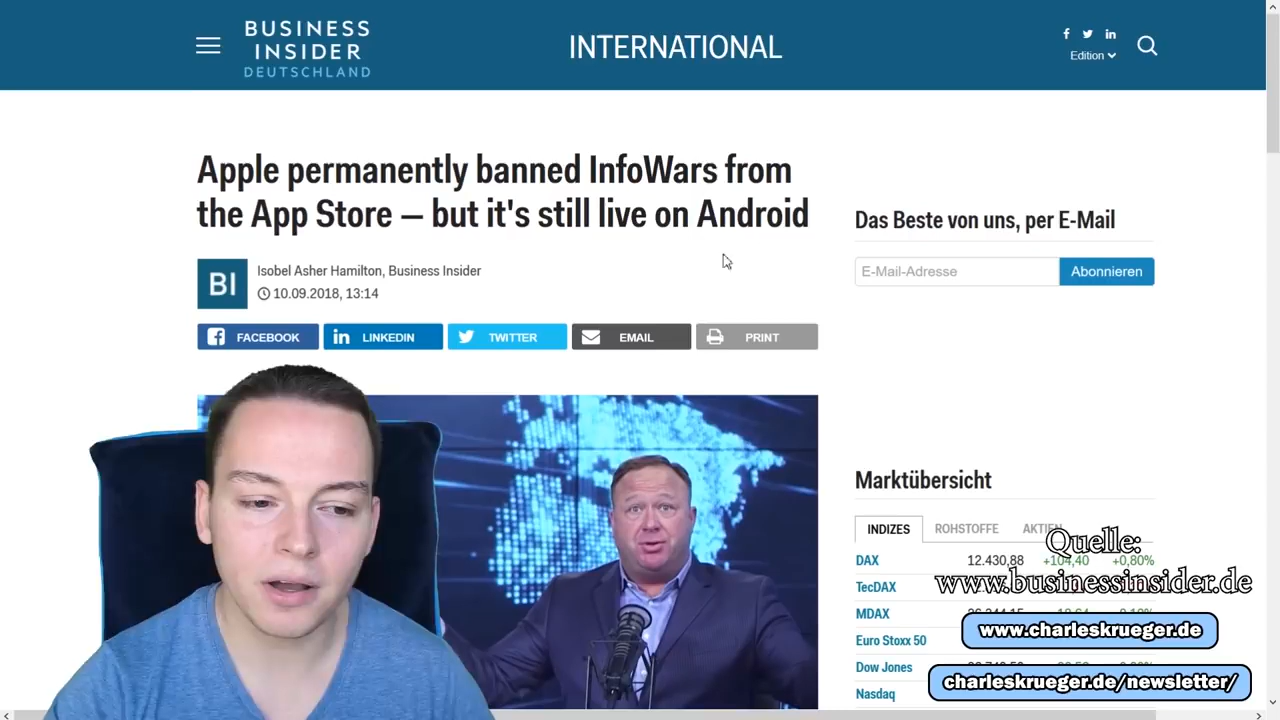 BUSINESS
INSIDER
DEUTSCHLAND
INTERNATIONAL
Edition
Apple permanently banned InfoWars from
the App Store – but it's still live on Android
BI
Isobel Asher Hamilton, Business Insider
10.09.2018, 13:14
FACEBOOK
LINKEDIN
TWITTER
EMAIL
PRINT
Das Beste von uns, per E-Mail
E-Mail-Adresse
Abonnieren
Marktübersicht
INDIZES ROHSTOFFE AKTIEN
Quelle:
www.businessinsider.de
DAX 12.430,88 +104,40 +0,80%
TecDAX
MDAX
Euro Stoxx 50
Dow Jones
Nasdaq
www.charleskrueger.de
charleskrueger.de/newsletter/